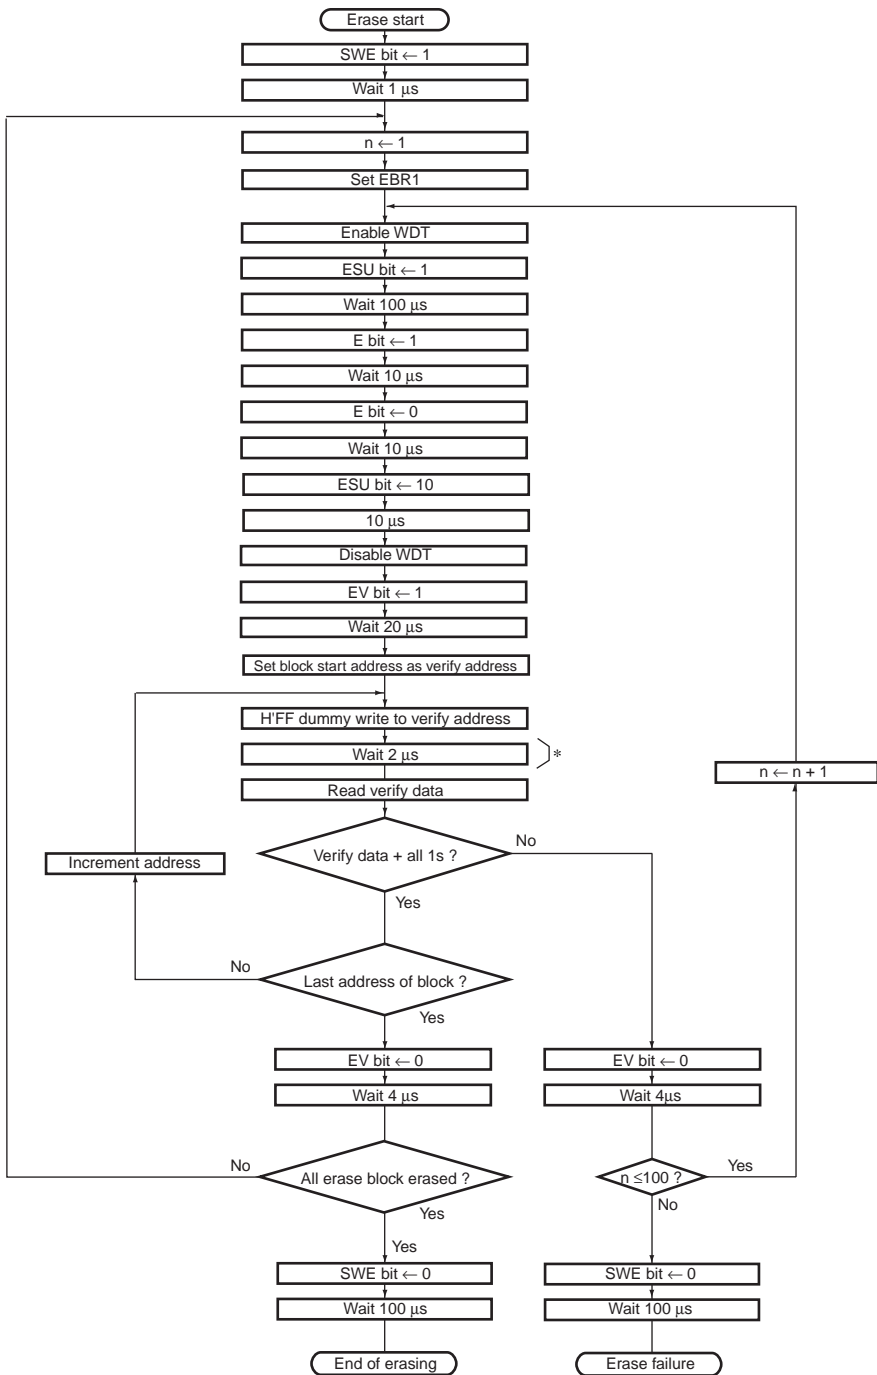 Erase start
SWE bit ← 1
Wait 1 μs
n ← 1
Set EBR1
Enable WDT
ESU bit ← 1
Wait 100 μs
E bit ← 1
Wait 10 μs
E bit ← 0
Wait 10 μs
ESU bit ← 10
10 μs
Disable WDT
EV bit ← 1
Wait 20 μs
Set block start address as verify address
H'FF dummy write to verify address
Wait 2 μs
*
n ← n + 1
Read verify data
No
Verify data + all 1s ?
Increment address
Yes
No
Last address of block ?
Yes
EV bit ← 0
EV bit ← 0
Wait 4 μs
Wait 4μs
No
Yes
All erase block erased ?
n ≤100 ?
Yes
No
Yes
SWE bit ← 0
SWE bit ← 0
Wait 100 μs
Wait 100 μs
End of erasing
Erase failure